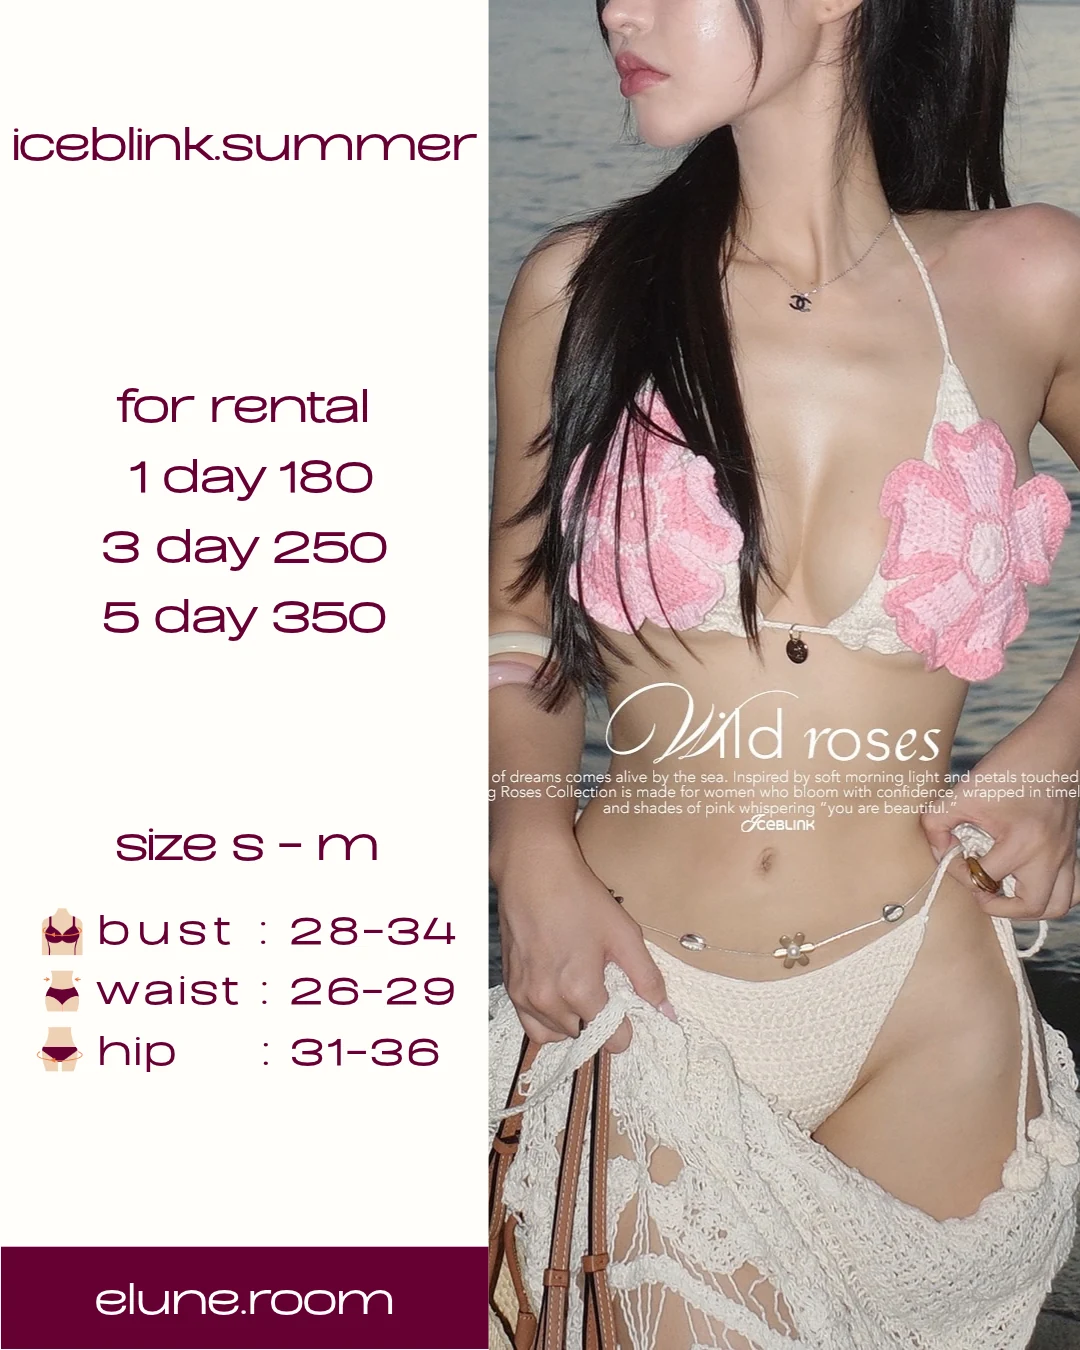 iceblink.summer
for rental
1 day 180
3 day 250
5 day 350
size s - m
bust : 28-34
waist : 26-29
hip : 31-36
elune.room
Wild roses
of dreams comes alive by the sea. Inspired by soft morning light and petals touched
g Roses Collection is made for women who bloom with confidence, wrapped in timel
and shades of pink whispering "you are beautiful."
ICEBLINK